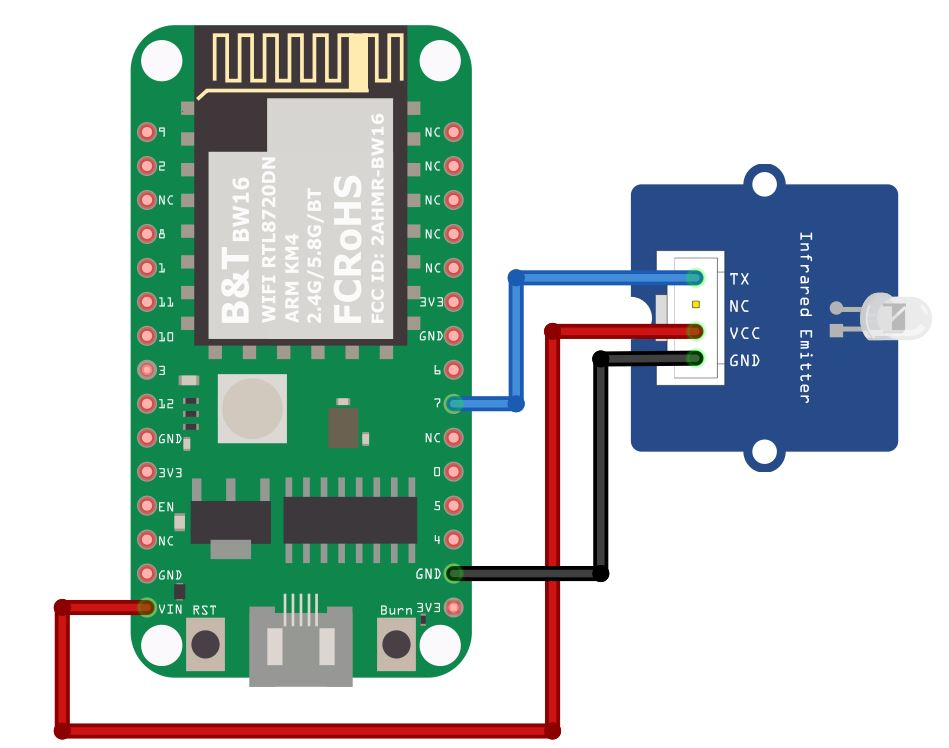 9
2
NC
8
1
11
10
3
12
GND
3V3
EN
NC
GND
VIN
RST
B&T BW16
WIFI RTL8720DN
ARM KM4
2.4G/5.8G/BT
FCRoHS
FCC ID: 2AHMR-BW16
NC
NC
NC
NC
NC
3V3
GND
6
7
NC
0
5
4
GND
Burn
3V3
TX
NC
VCC
GND
Infrared Emitter